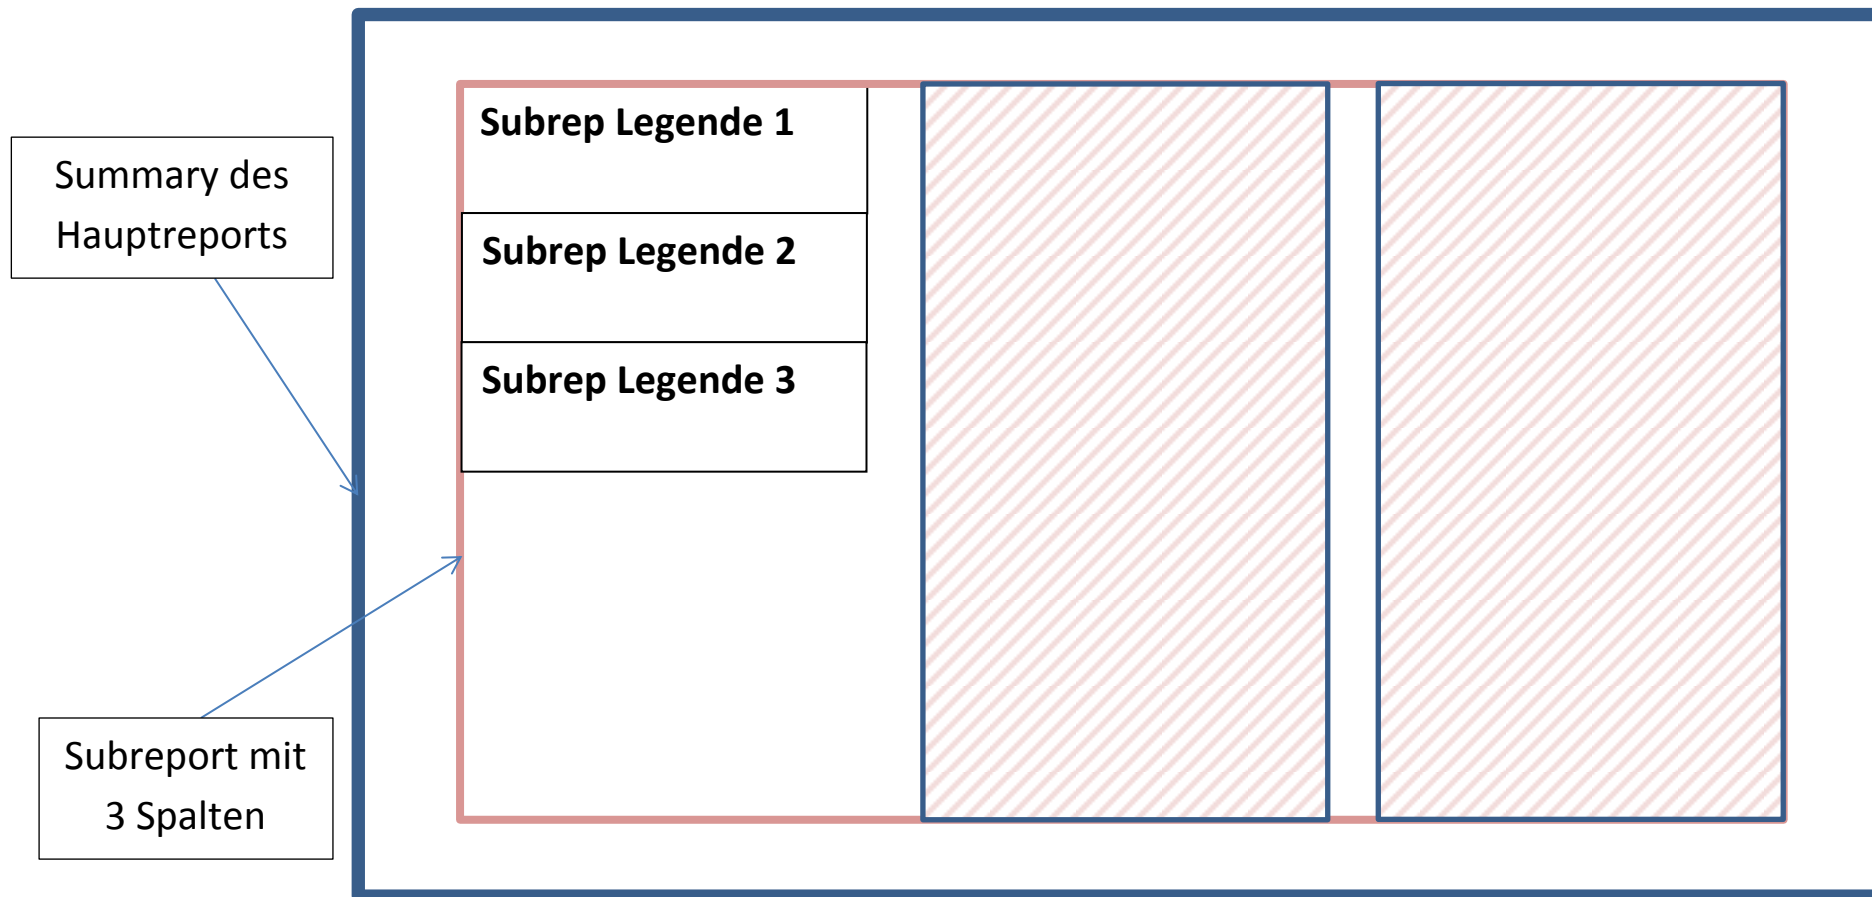 Subrep Legende 1
Summary des
Hauptreports
Subrep Legende 2
Subrep Legende 3
Subreport mit
3 Spalten